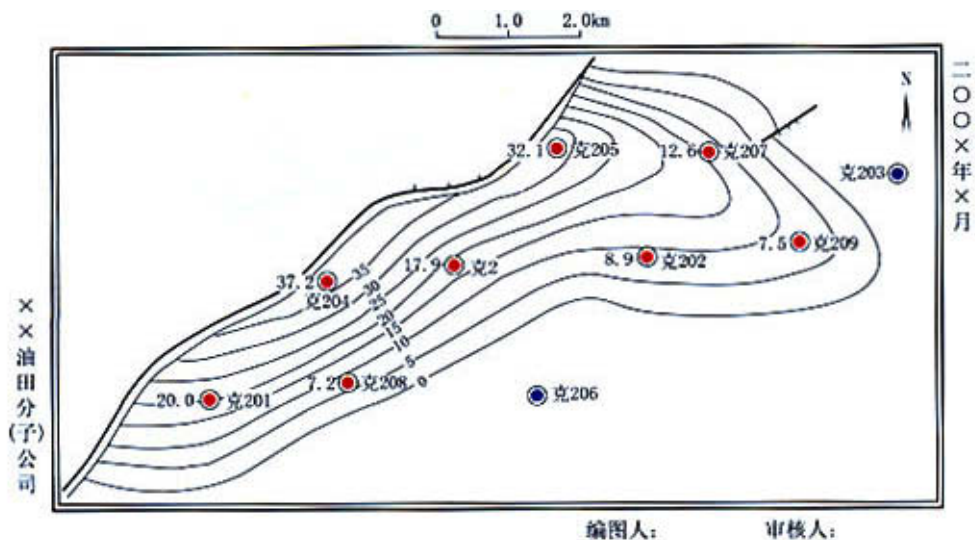 0 1.0 2.0km
二〇〇×年×月
N
32.1 克205
12.6 克207
克203
7.5 克209
17.9 克2
8.9 克202
37.2 克204
35
30
25
20
15
10
5
0
20.0 克201
7.2 克208
克206
××油田分(子)公司
编图人: 审核人: